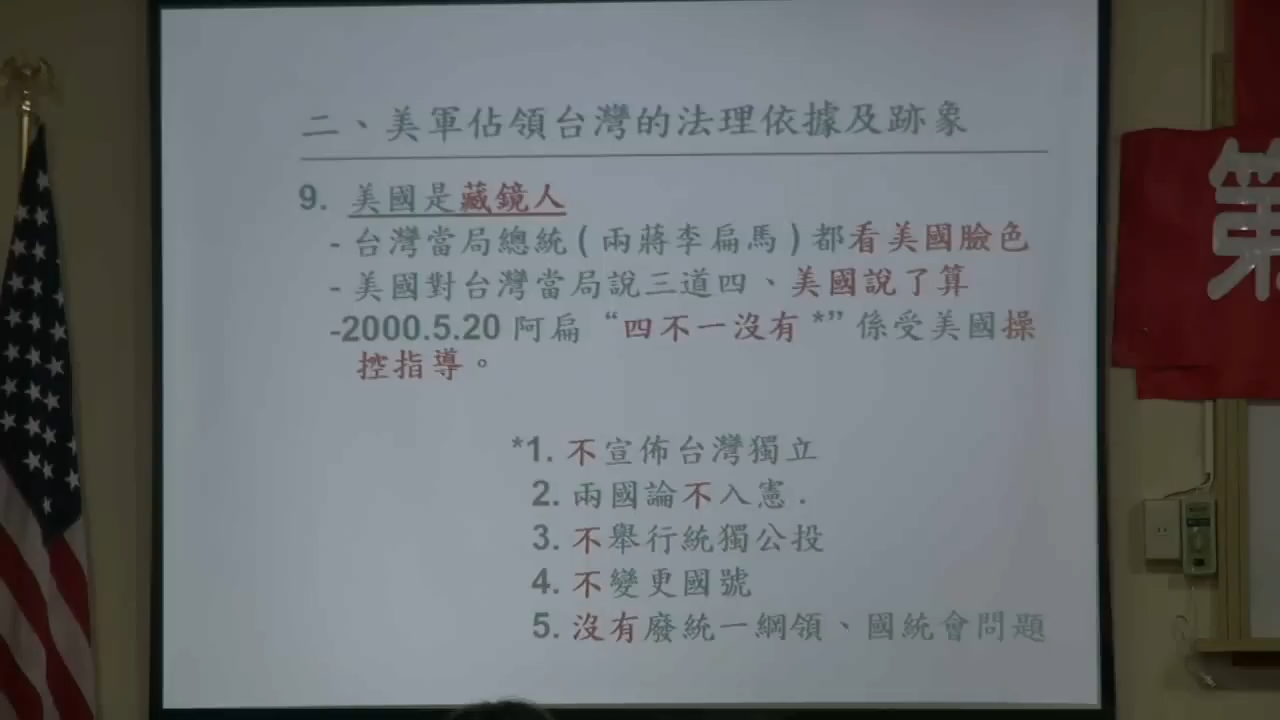 二、美軍佔領台灣的法理依據及跡象
9. 美國是藏鏡人
- 台灣當局總統(兩蔣李扁馬)都看美國臉色
- 美國對台灣當局說三道四、美國說了算
-2000.5.20 阿扁“四不一沒有*”係受美國操
控指導。
*1. 不宣佈台灣獨立
2. 兩國論不入憲.
3. 不舉行統獨公投
4. 不變更國號
5. 沒有廢統一綱領、國統會問題
第